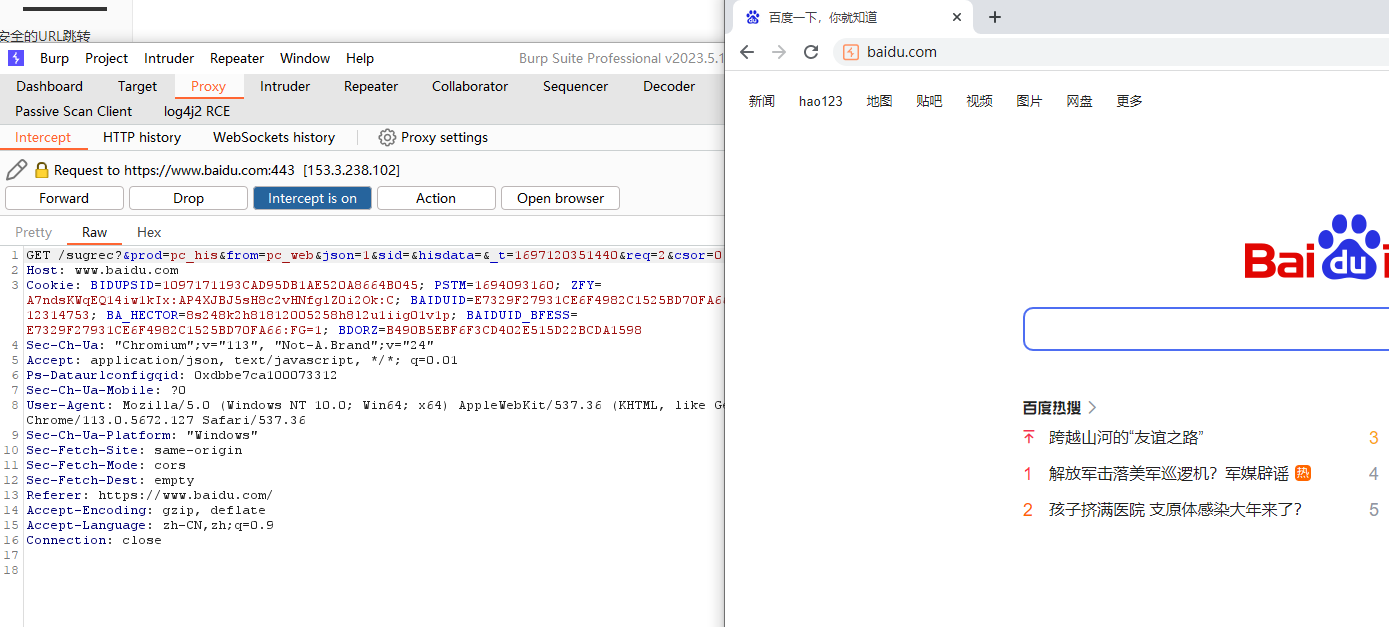 安全的URL跳转
Burp Project Intruder Repeater Window Help Burp Suite Professional v2023.5.1
Dashboard Target Proxy Intruder Repeater Collaborator Sequencer Decoder
Passive Scan Client log4j2 RCE
Intercept HTTP history WebSockets history Proxy settings
Request to https://www.baidu.com:443 [153.3.238.102]
Forward Drop Intercept is on Action Open browser
Pretty Raw Hex
1 GET /sugrec?&prod=pc_his&from=pc_web&json=1&sid=&hisdata=&_t=1697120351440&req=2&csor=0
2 Host: www.baidu.com
3 Cookie: BIDUPSID=1097171193CAD95DB1AE520A8664B045; PSTM=1694093160; ZFY=
A7ndsKWqEQ14iw1kIx:AP4XJBJ5sH8c2vHNfglZ0i2Ok:C; BAIDUID=E7329F27931CE6F4982C1525BD70FA66
12314753; BA_HECTOR=8s248k2h81812005258h8l2u1iig01v1p; BAIDUID_BFESS=
E7329F27931CE6F4982C1525BD70FA66:FG=1; BDORZ=B490B5EBF6F3CD402E515D22BCDA1598
4 Sec-Ch-Ua: "Chromium";v="113", "Not-A.Brand";v="24"
5 Accept: application/json, text/javascript, */*; q=0.01
6 Ps-Dataurlconfigqid: 0xdbbe7ca100073312
7 Sec-Ch-Ua-Mobile: ?0
8 User-Agent: Mozilla/5.0 (Windows NT 10.0; Win64; x64) AppleWebKit/537.36 (KHTML, like Ge
Chrome/113.0.5672.127 Safari/537.36
9 Sec-Ch-Ua-Platform: "Windows"
10 Sec-Fetch-Site: same-origin
11 Sec-Fetch-Mode: cors
12 Sec-Fetch-Dest: empty
13 Referer: https://www.baidu.com/
14 Accept-Encoding: gzip, deflate
15 Accept-Language: zh-CN,zh;q=0.9
16 Connection: close
17
18
百度一下，你就知道
baidu.com
新闻 hao123 地图 贴吧 视频 图片 网盘 更多
Bai du
百度热搜
跨越山河的“友谊之路” 3
1 解放军击落美军巡逻机？军媒辟谣 热 4
2 孩子挤满医院 支原体感染大年来了? 5